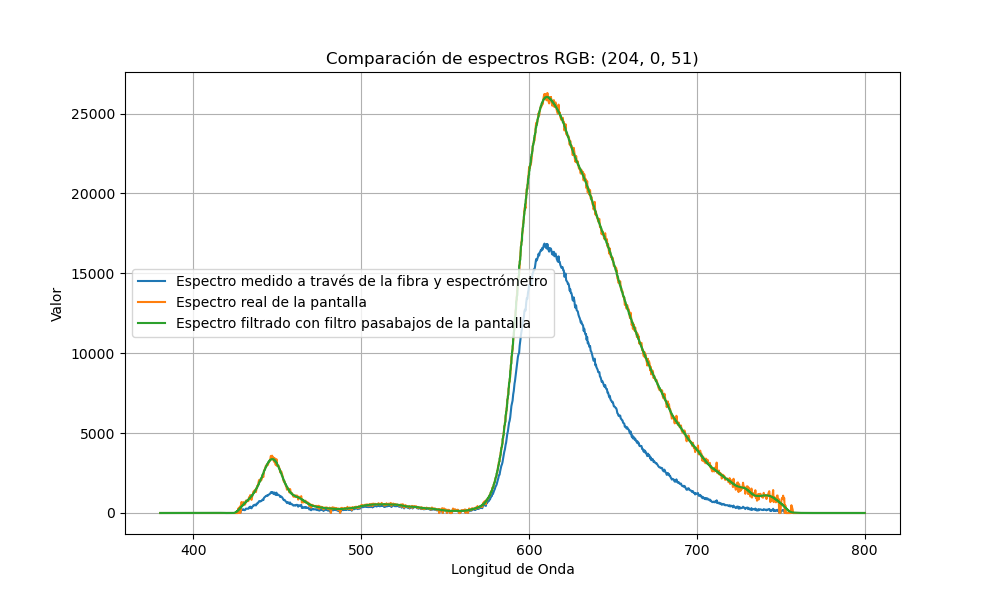 Comparación de espectros RGB: (204, 0, 51)
25000
20000
15000
10000
5000
0
Valor
Espectro medido a través de la fibra y espectrómetro
Espectro real de la pantalla
Espectro filtrado con filtro pasabajos de la pantalla
400 500 600 700 800
Longitud de Onda